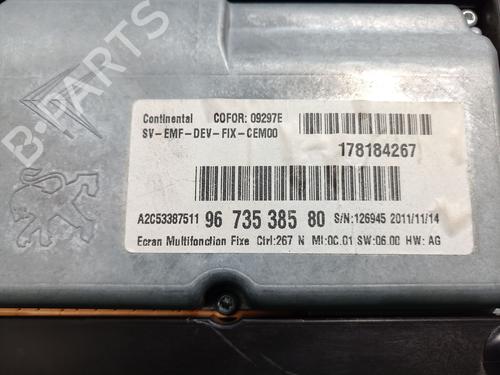 B-PARTS
Continental COFOR: 09297E
SV-EMF-DEV-FIX-CEM00
178184267
A2C53387511 96 735 385 80 S/N:126945 2011/11/14
Ecran Multifonction Fixe Ctrl:267 N MI:0C.01 SW:06.00 HW: AG